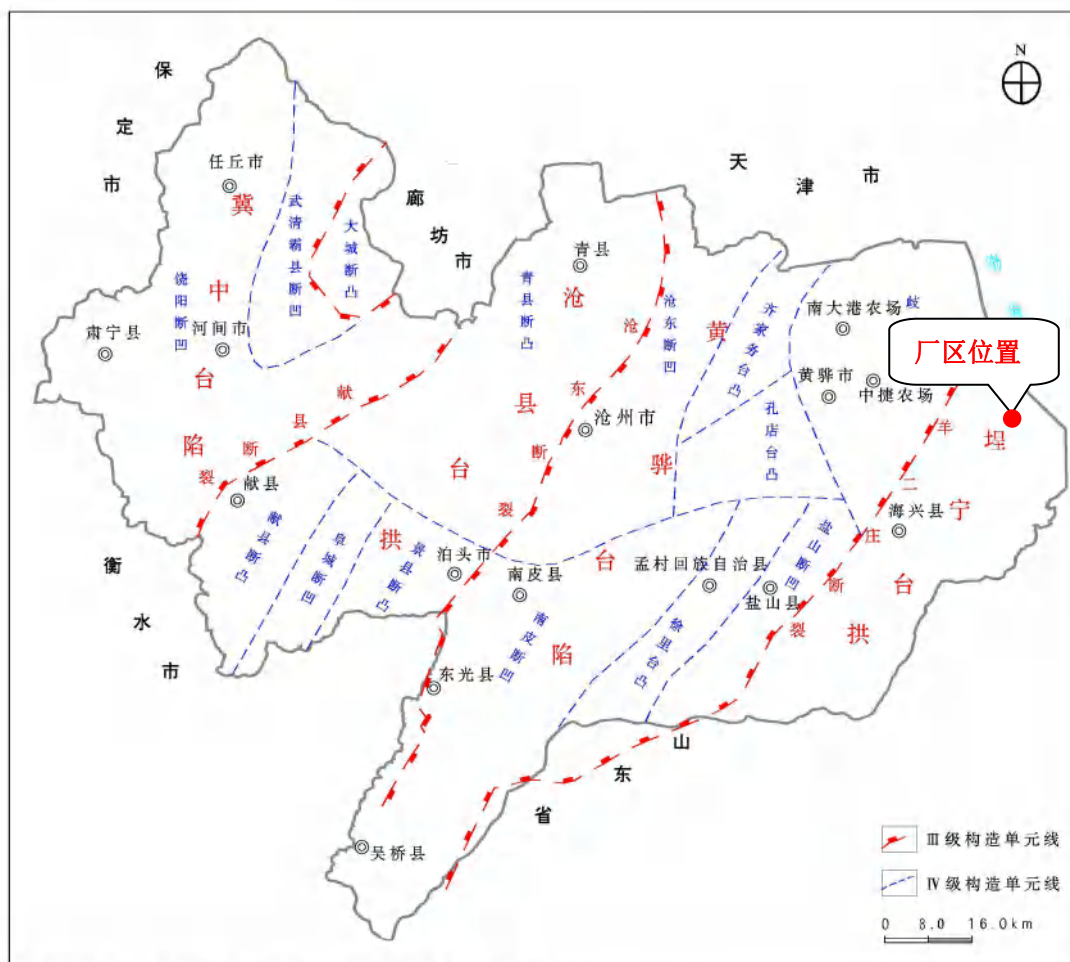 N
保定市
天津市
廊坊市
任丘市
冀中台陷
武清霸县断凹
大城断凸
饶阳断凹
肃宁县
河间市
青县
青县断凸
沧县台拱
沧东断裂
沧东断凹
黄骅台陷
齐家务台凸
南大港农场
歧
渤
厂区位置
黄骅市
中捷农场
孔店台凸
沧州市
献县断裂
献县
献县断凸
阜城断凹
景县断凸
泊头市
南皮县
南皮断凹
孟村回族自治县
盐山县
盐山断凹
羊二庄断裂
海兴县
埕宁台拱
衡水市
东光县
吴桥县
山东省
III级构造单元线
IV级构造单元线
0 8.0 16.0km